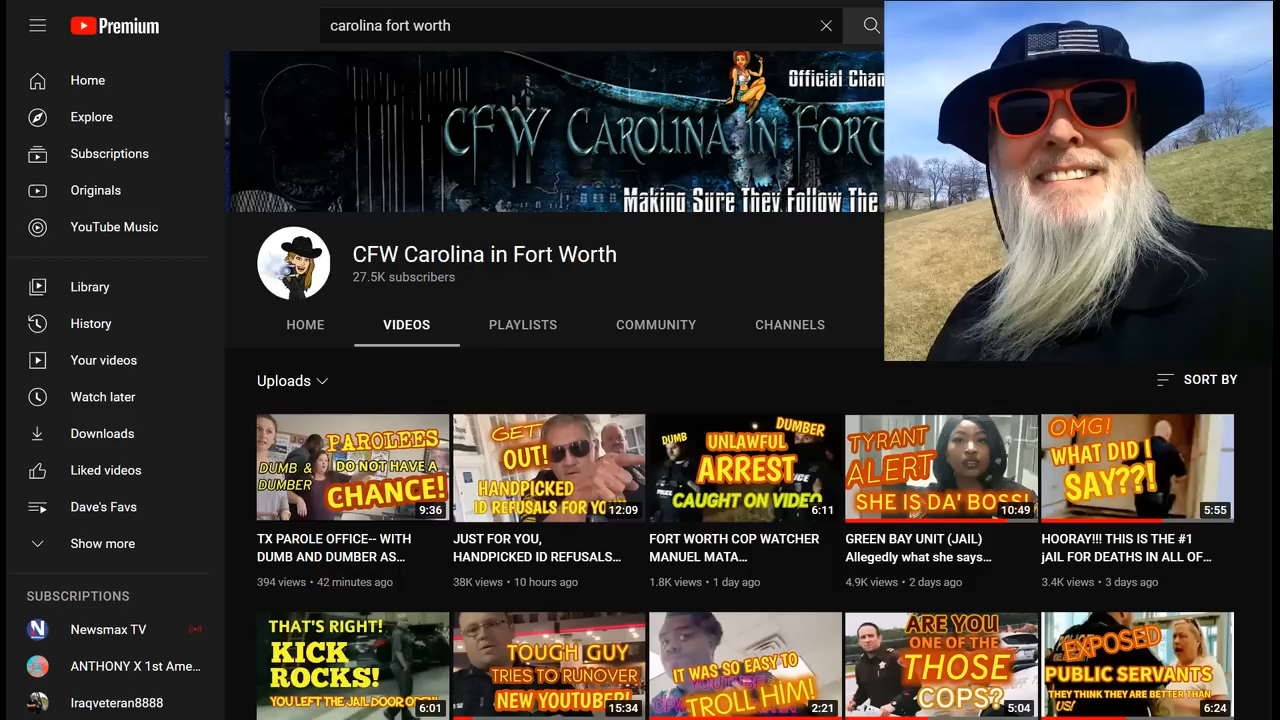 Premium
carolina fort worth
Home
Explore
Subscriptions
Originals
YouTube Music
Library
History
Your videos
Watch later
Downloads
Liked videos
Dave's Favs
Show more
SUBSCRIPTIONS
Newsmax TV
ANTHONY X 1st Ame...
Iraqveteran8888
Official Chan
CFW CAROLINA IN FORT
Making Sure They Follow The
CFW Carolina in Fort Worth
27.5K subscribers
HOME VIDEOS PLAYLISTS COMMUNITY CHANNELS
Uploads
SORT BY
PAROLEES
DO NOT HAVE A
CHANCE!
DUMB &
DUMBER
9:36
TX PAROLE OFFICE-- WITH
DUMB AND DUMBER AS...
394 views • 42 minutes ago
GET
OUT!
HANDPICKED
ID REFUSALS FOR YO
12:09
JUST FOR YOU,
HANDPICKED ID REFUSALS...
38K views • 10 hours ago
DUMB
DUMBER
UNLAWFUL
ARREST
CAUGHT ON VIDEO
6:11
FORT WORTH COP WATCHER
MANUEL MATA...
1.8K views • 1 day ago
TYRANT
ALERT
SHE IS DA' BOSS!
10:49
GREEN BAY UNIT (JAIL)
Allegedly what she says...
4.9K views • 2 days ago
OMG!
WHAT DID I
SAY??!
5:55
HOORAY!!! THIS IS THE #1
jAIL FOR DEATHS IN ALL OF...
3.4K views • 3 days ago
THAT'S RIGHT!
KICK
ROCKS!
YOU LEFT THE JAIL DOOR OPEN!
6:01
TOUGH GUY
TRIES TO RUNOVER
NEW YOUTUBER!
15:34
IT WAS SO EASY TO
TROLL HIM!
2:21
ARE YOU
ONE OF THE
THOSE
COPS?
5:04
EXPOSED
PUBLIC SERVANTS
THEY THINK THEY ARE BETTER THAN
US!
6:24